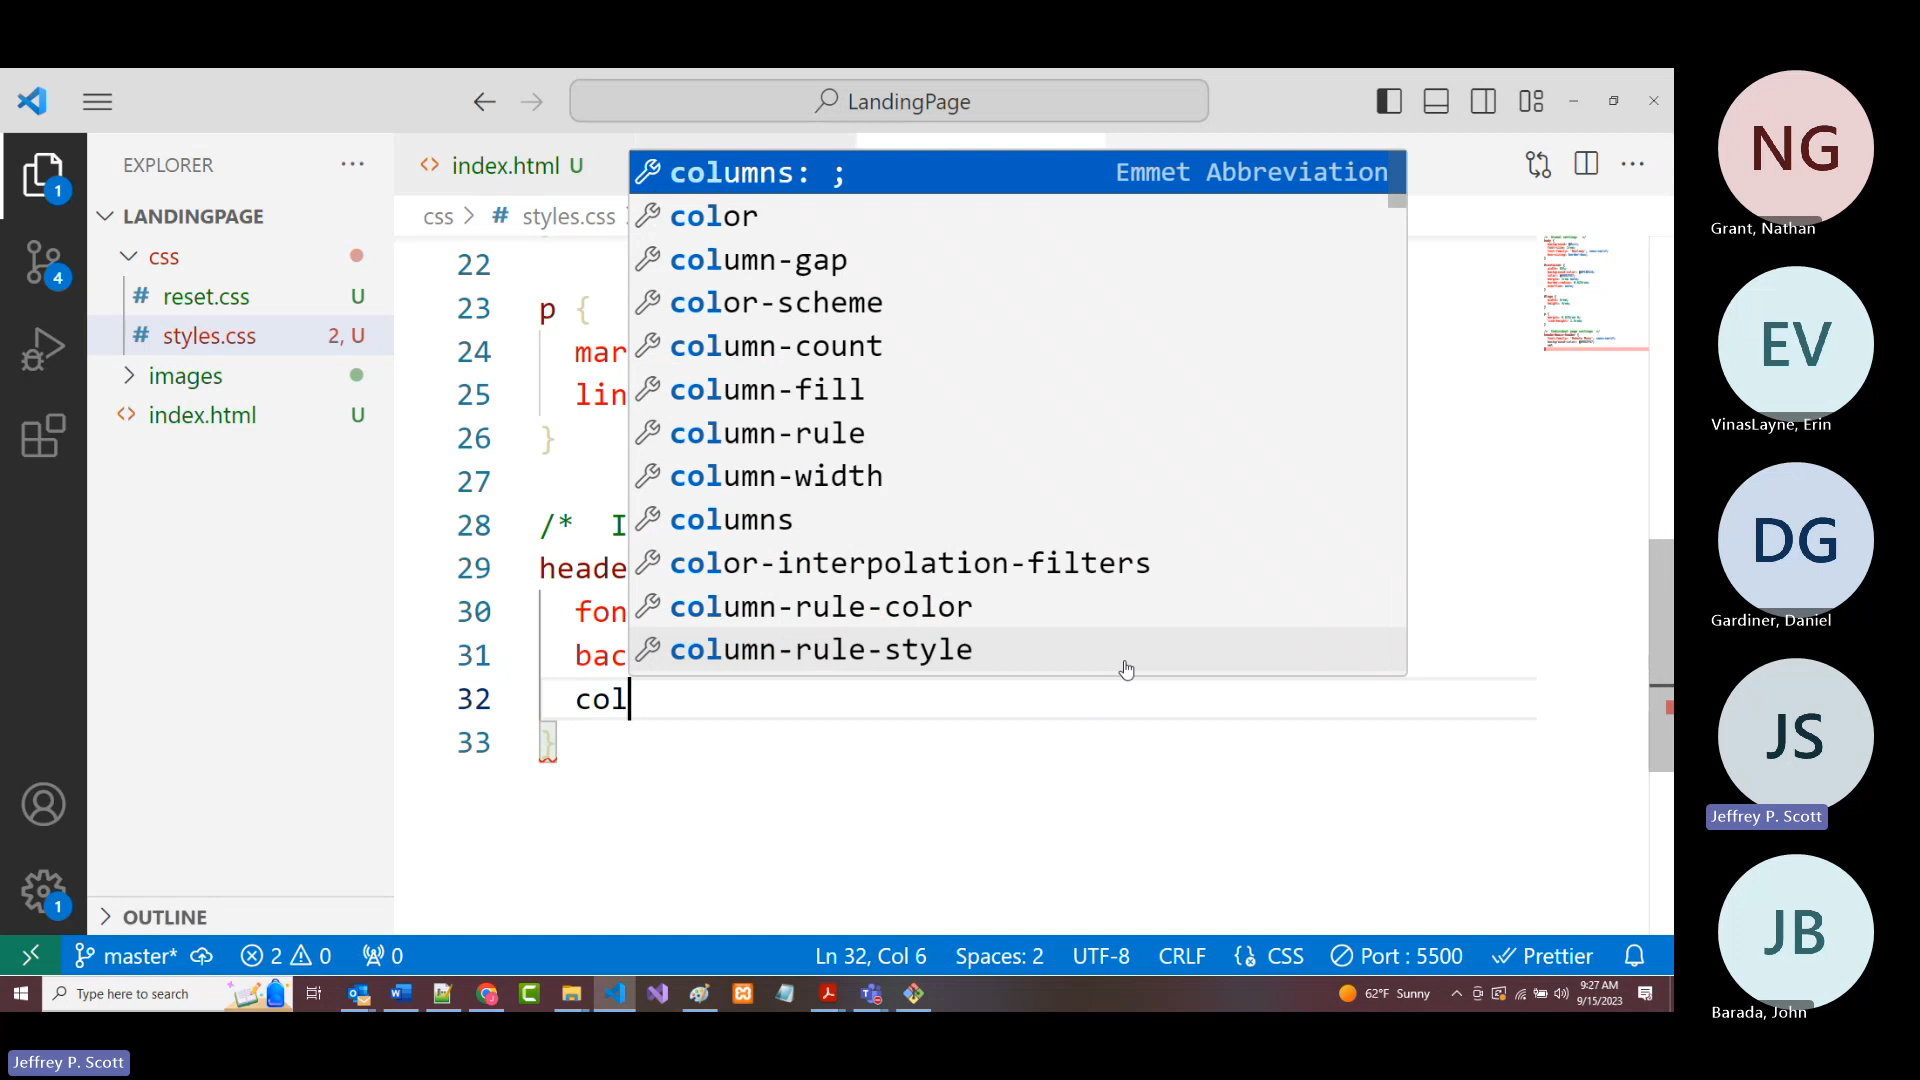 LandingPage
EXPLORER
LANDINGPAGE
css
reset.css U
styles.css 2, U
images
index.html U
OUTLINE
1
4
1
index.html U
css > # styles.css
22
23 p {
24 mar
25 lin
26 }
27
28 /* I
29 heade
30 fon
31 bac
32 col
33 }
columns: ; Emmet Abbreviation
color
column-gap
color-scheme
column-count
column-fill
column-rule
column-width
columns
color-interpolation-filters
column-rule-color
column-rule-style
master* 2 0 0 Ln 32, Col 6 Spaces: 2 UTF-8 CRLF CSS Port : 5500 Prettier
Type here to search
62°F Sunny
9:27 AM
9/15/2023
Jeffrey P. Scott
NG
Grant, Nathan
EV
VinasLayne, Erin
DG
Gardiner, Daniel
JS
Jeffrey P. Scott
JB
Barada, John